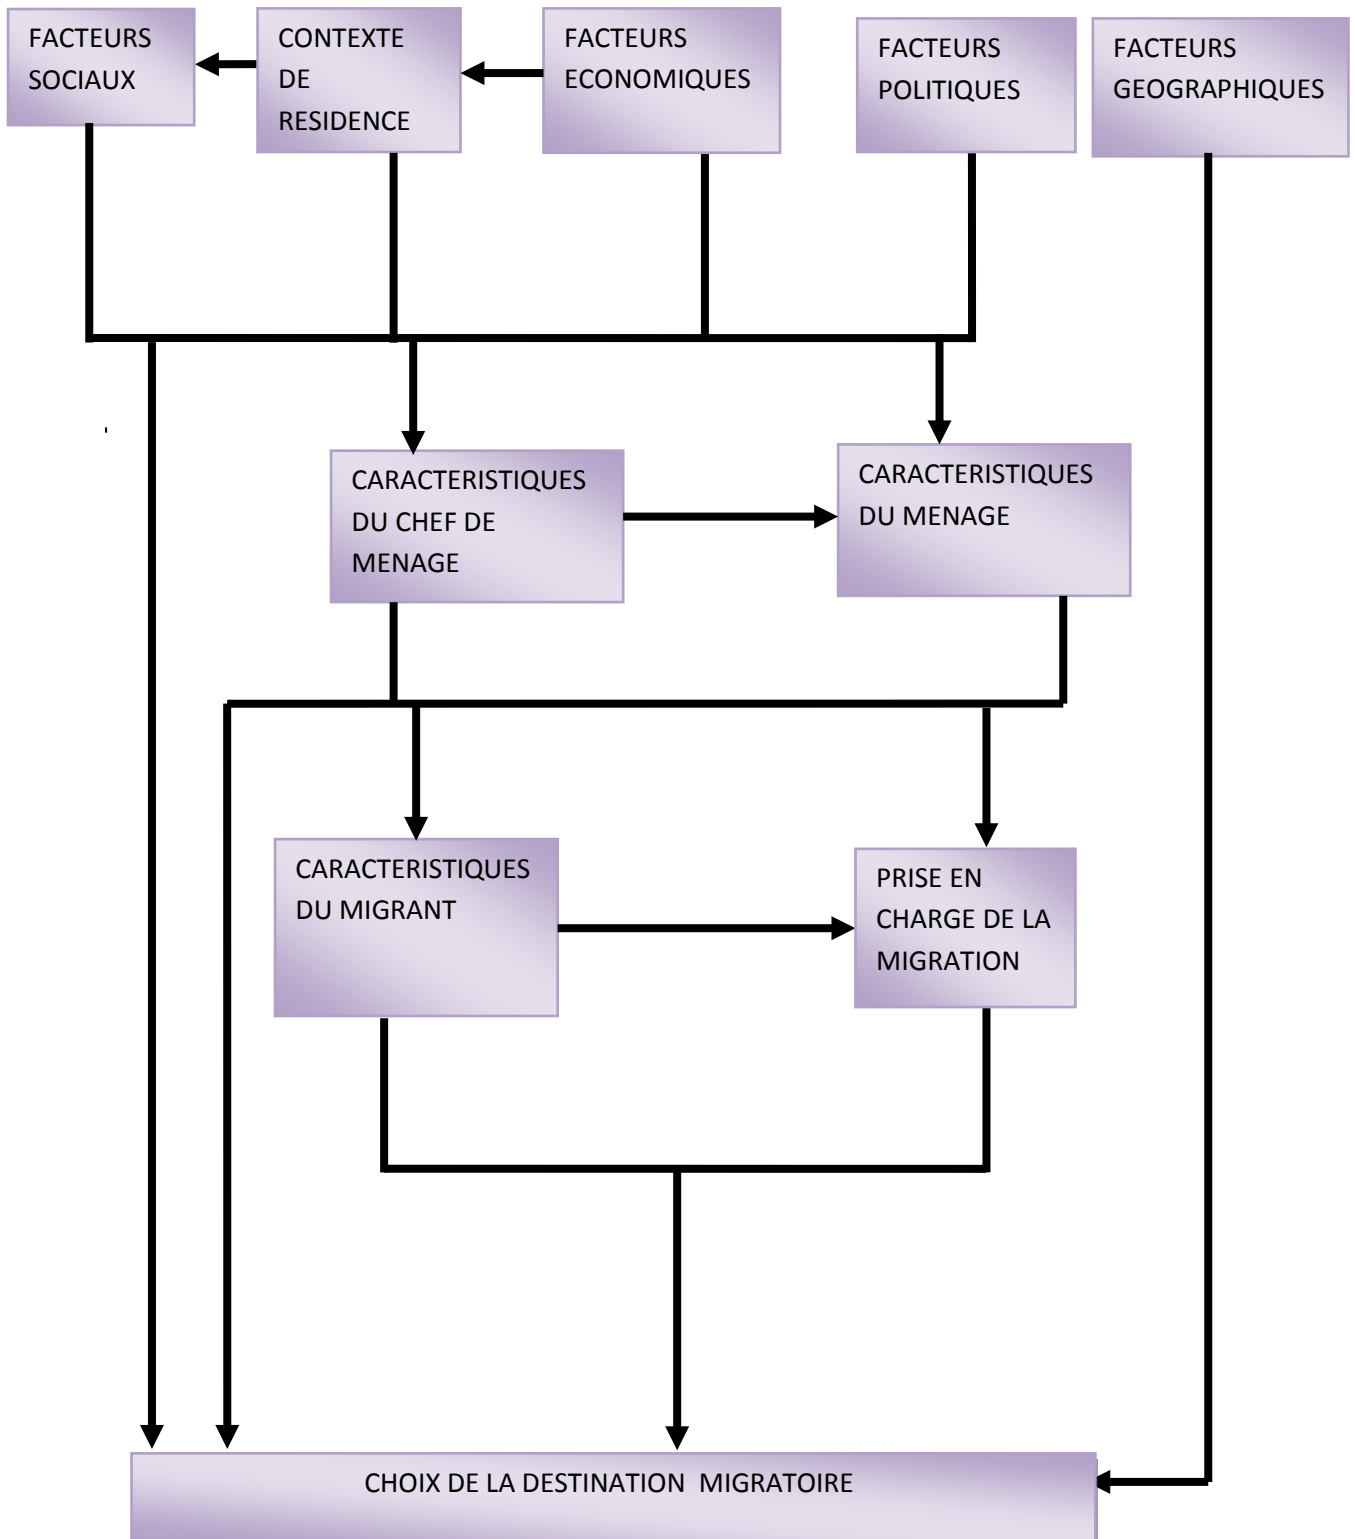 FACTEURS
SOCIAUX
CONTEXTE
DE
RESIDENCE
FACTEURS
ECONOMIQUES
FACTEURS
POLITIQUES
FACTEURS
GEOGRAPHIQUES
CARACTERISTIQUES
DU CHEF DE
MENAGE
CARACTERISTIQUES
DU MENAGE
CARACTERISTIQUES
DU MIGRANT
PRISE EN
CHARGE DE LA
MIGRATION
CHOIX DE LA DESTINATION  MIGRATOIRE